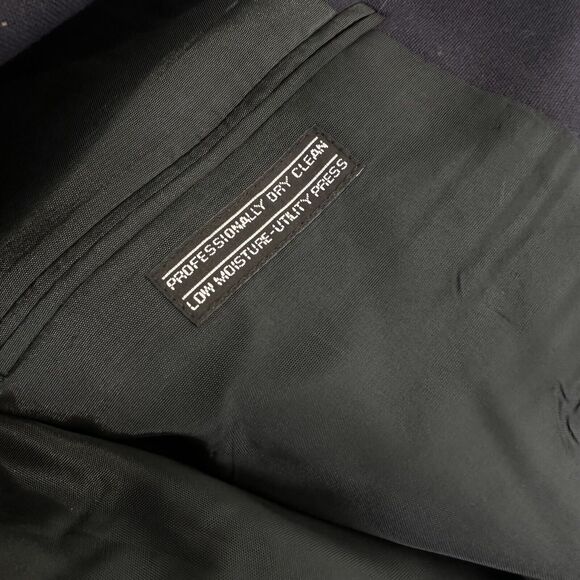 PROFESSIONALLY DRY CLEAN
LOW MOISTURE-UTILITY PRESS